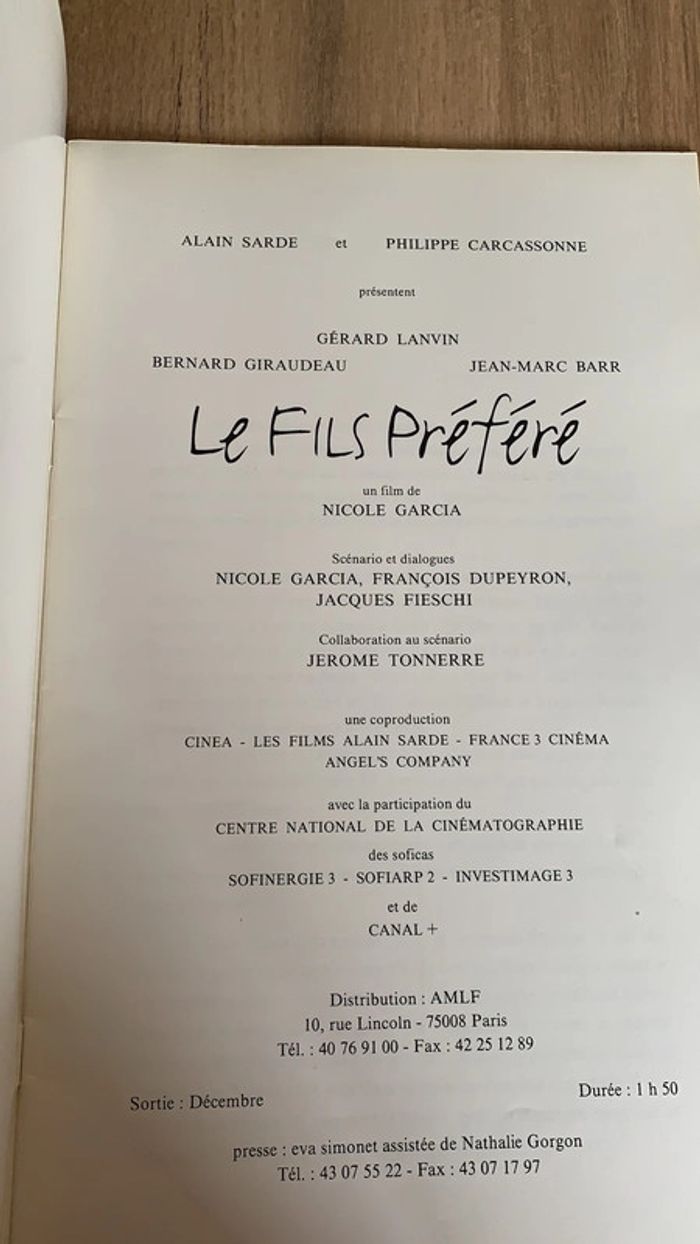 ALAIN SARDE et PHILIPPE CARCASSONNE
présentent
GÉRARD LANVIN
BERNARD GIRAUDEAU JEAN-MARC BARR
Le FILS Préféré
un film de
NICOLE GARCIA
Scénario et dialogues
NICOLE GARCIA, FRANÇOIS DUPEYRON,
JACQUES FIESCHI
Collaboration au scénario
JEROME TONNERRE
une coproduction
CINEA - LES FILMS ALAIN SARDE - FRANCE 3 CINÉMA
ANGEL'S COMPANY
avec la participation du
CENTRE NATIONAL DE LA CINÉMATOGRAPHIE
des soficas
SOFINERGIE 3 - SOFIARP 2 - INVESTIMAGE 3
et de
CANAL +
Distribution : AMLF
10, rue Lincoln - 75008 Paris
Tél. : 40 76 91 00 - Fax : 42 25 12 89
Sortie : Décembre Durée : 1 h 50
presse : eva simonet assistée de Nathalie Gorgon
Tél. : 43 07 55 22 - Fax : 43 07 17 97